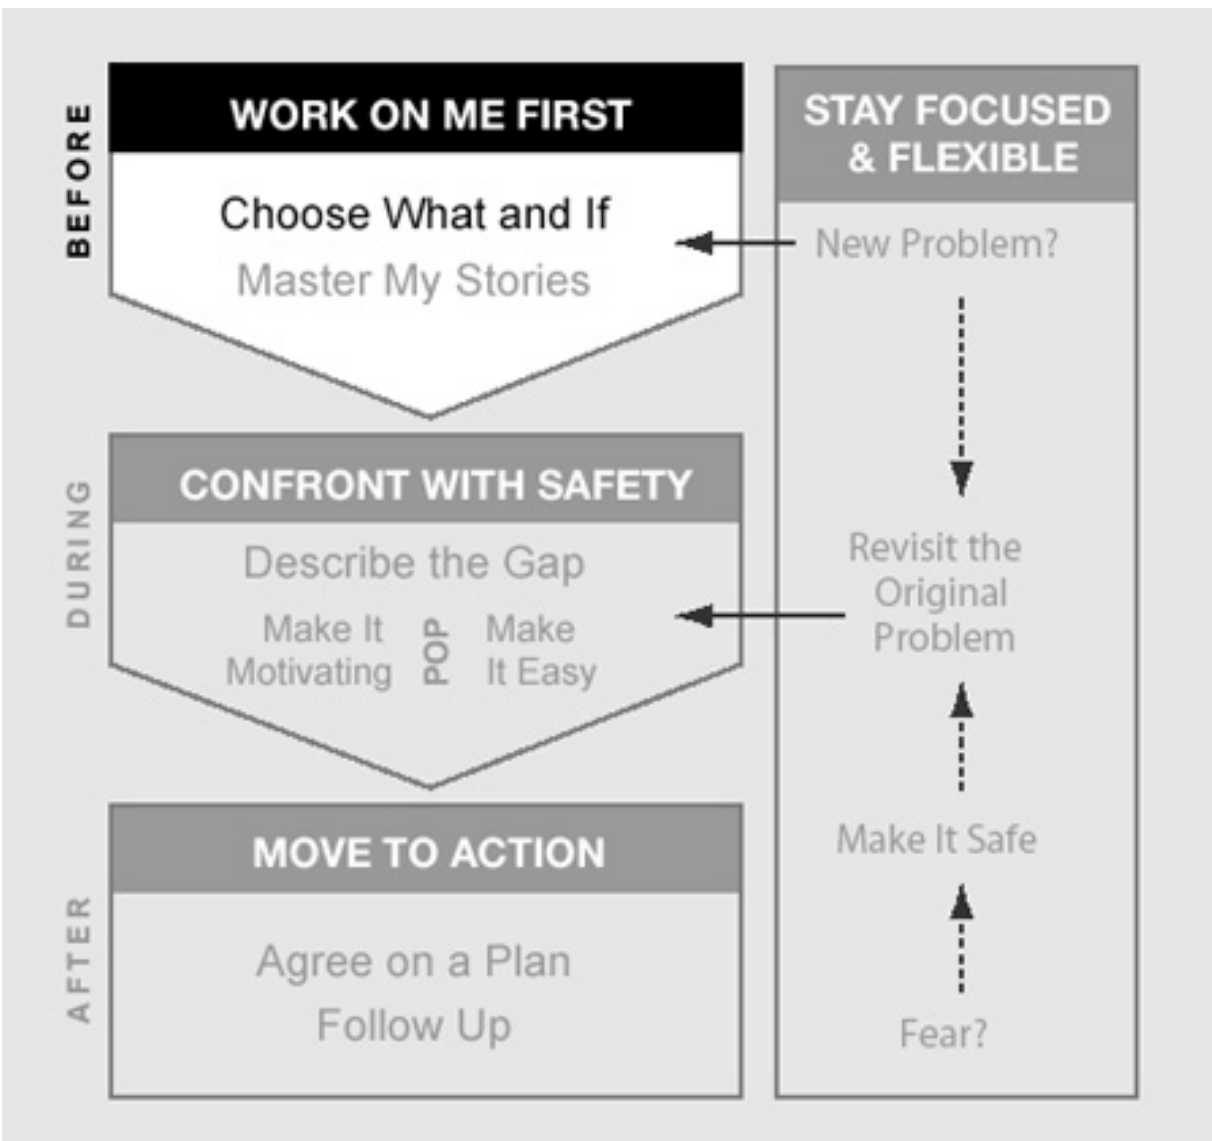 BEFORE
WORK ON ME FIRST
Choose What and If
Master My Stories
DURING
CONFRONT WITH SAFETY
Describe the Gap
Make It
Motivating
POP
Make
It Easy
AFTER
MOVE TO ACTION
Agree on a Plan
Follow Up
STAY FOCUSED
& FLEXIBLE
New Problem?
Revisit the
Original
Problem
Make It Safe
Fear?